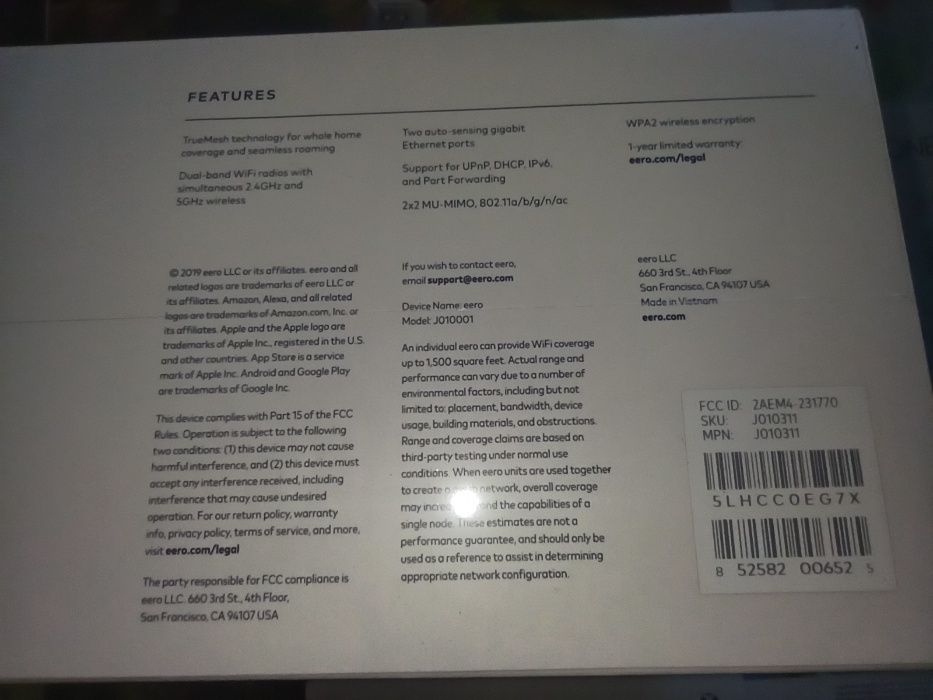 FEATURES
TrueMesh technology for whole home
coverage and seamless roaming
Dual-band WiFi radios with
simultaneous 2.4GHz and
5GHz wireless
Two auto-sensing gigabit
Ethernet ports
Support for UPnP, DHCP, IPv6,
and Port Forwarding
2x2 MU-MIMO, 802.11a/b/g/n/ac
WPA2 wireless encryption
1-year limited warranty:
eero.com/legal
© 2019 eero LLC or its affiliates. eero and all
related logos are trademarks of eero LLC or
its affiliates. Amazon, Alexa, and all related
logos are trademarks of Amazon.com, Inc. or
its affiliates. Apple and the Apple logo are
trademarks of Apple Inc., registered in the U.S.
and other countries. App Store is a service
mark of Apple Inc. Android and Google Play
are trademarks of Google Inc.
This device complies with Part 15 of the FCC
Rules. Operation is subject to the following
two conditions: (1) this device may not cause
harmful interference, and (2) this device must
accept any interference received, including
interference that may cause undesired
operation. For our return policy, warranty
info, privacy policy, terms of service, and more,
visit eero.com/legal
The party responsible for FCC compliance is
eero LLC. 660 3rd St., 4th Floor,
San Francisco, CA 94107 USA
If you wish to contact eero,
email support@eero.com
Device Name: eero
Model: J010001
An individual eero can provide WiFi coverage
up to 1,500 square feet. Actual range and
performance can vary due to a number of
environmental factors, including but not
limited to: placement, bandwidth, device
usage, building materials, and obstructions.
Range and coverage claims are based on
third-party testing under normal use
conditions. When eero units are used together
to create network, overall coverage
may the capabilities of a
single node. These estimates are not a
performance guarantee, and should only be
used as a reference to assist in determining
appropriate network configuration.
eero LLC
660 3rd St., 4th Floor
San Francisco, CA 94107 USA
Made in Vietnam
eero.com
FCC ID: 2AEM4-231770
SKU: J010311
MPN: J010311
5LHCC0EG7X
8 52582 00652 5